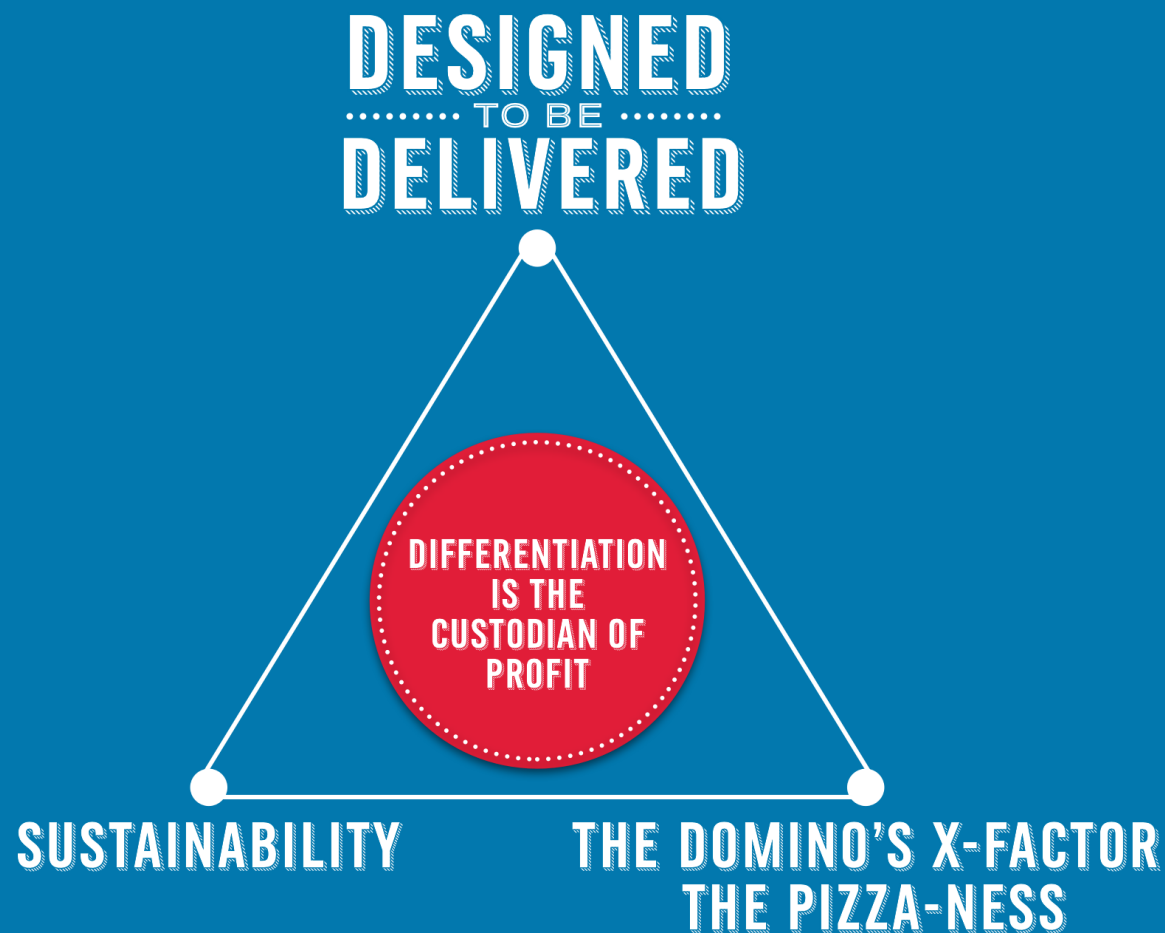 DESIGNED
TO BE
DELIVERED
DIFFERENTIATION
IS THE
CUSTODIAN OF
PROFIT
SUSTAINABILITY
THE DOMINO'S X-FACTOR
THE PIZZA-NESS